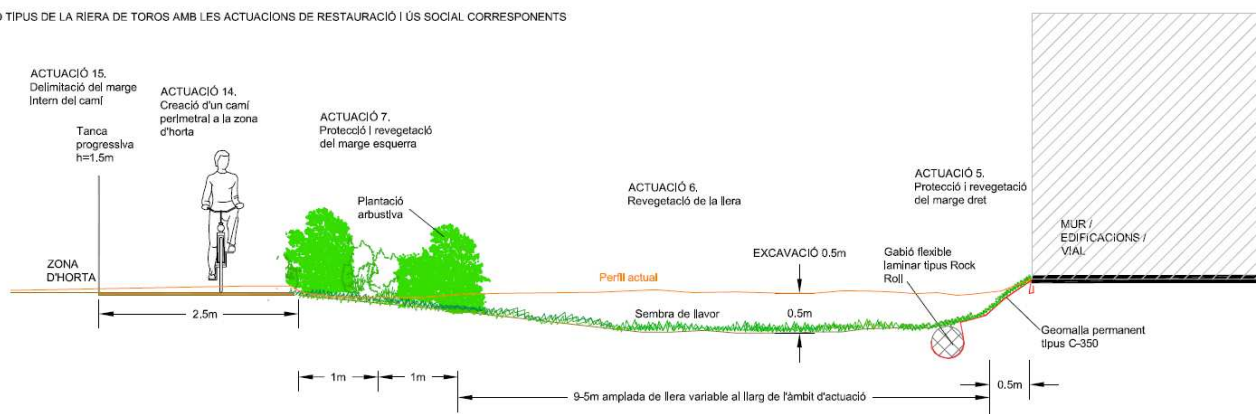 TIPUS DE LA RIERA DE TOROS AMB LES ACTUACIONS DE RESTAURACIÓ I ÚS SOCIAL CORRESPONENTS
ACTUACIÓ 15.
Delimitació del marge
Intern del camí
Tanca
progressiva
h=1.5m
ACTUACIÓ 14.
Creació d'un camí
perimetral a la zona
d'horta
ACTUACIÓ 7.
Protecció i revegetació
del marge esquerra
Plantació
arbustiva
ACTUACIÓ 6.
Revegetació de la llera
ACTUACIÓ 5.
Protecció i revegetació
del marge dret
MUR /
EDIFICACIONS /
VIAL
EXCAVACIÓ 0.5m
Gabió flexible
laminar tipus Rock
Roll
ZONA
D'HORTA
Perfil actual
2.5m
Sembra de llavor
0.5m
Geomalla permanent
tipus C-350
1m
1m
9-5m amplada de llera variable al llarg de l'àmbit d'actuació
0.5m